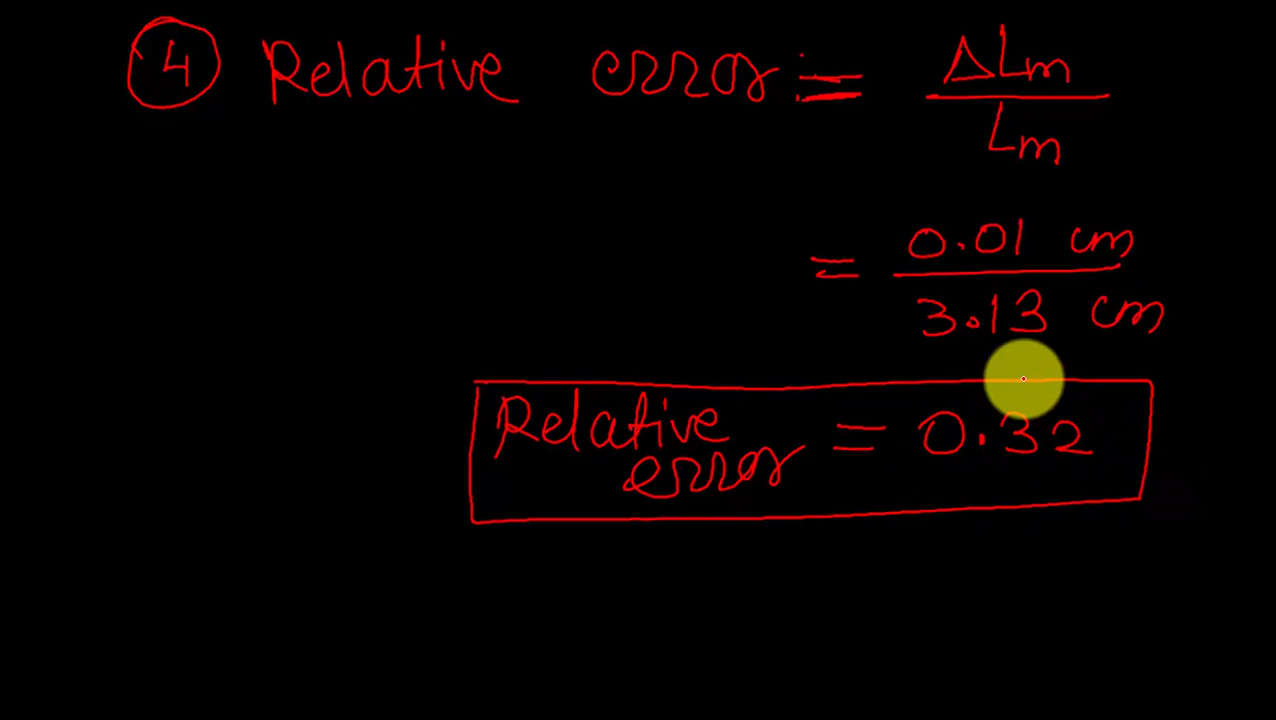 4 Relative error = ΔLm / Lm
= 0.01 cm / 3.13 cm
Relative error = 0.32